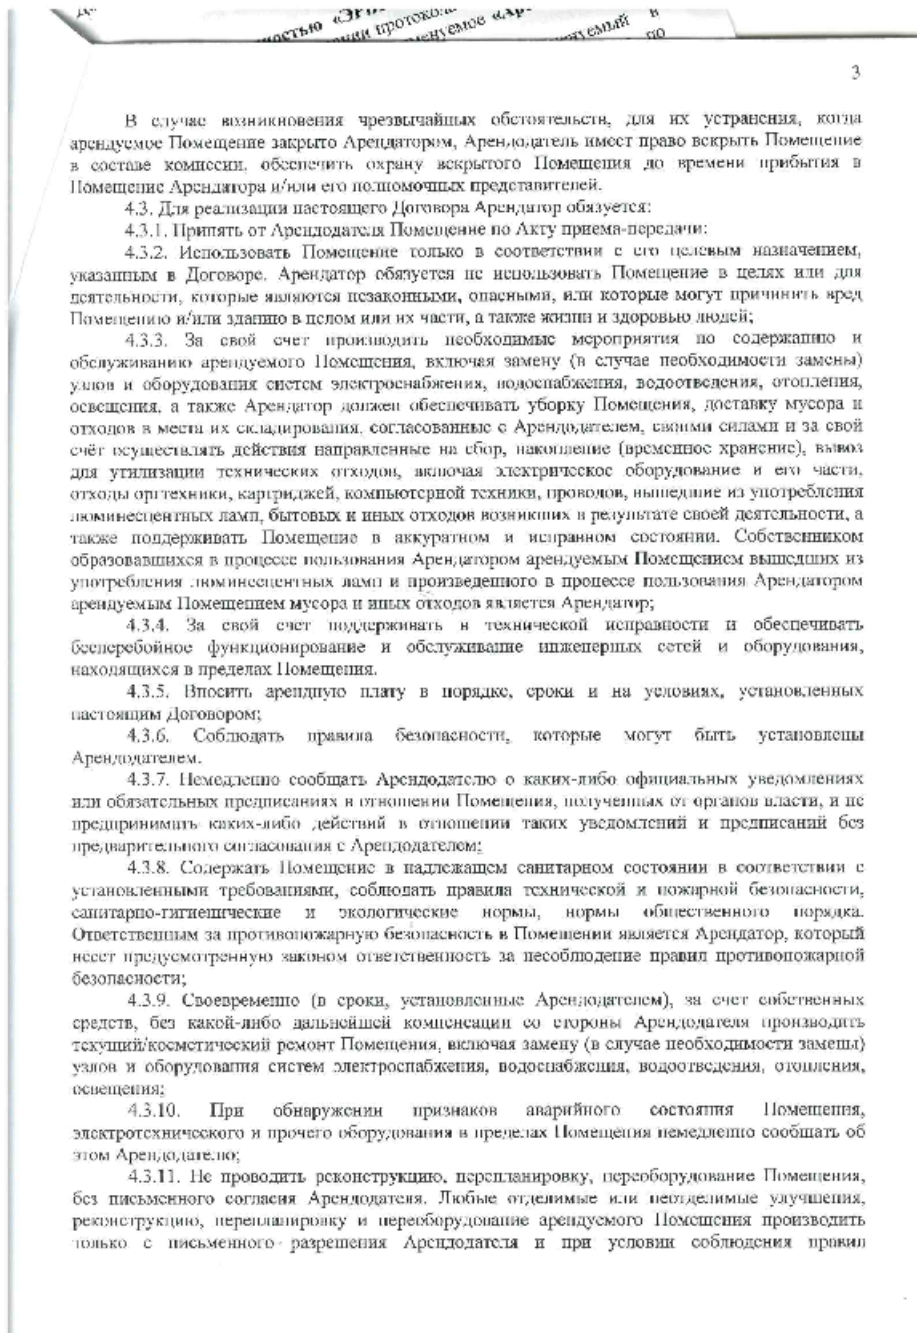 3
В случае возникновения чрезвычайных обстоятельств, для их устранения, когда
арендуемое Помещение закрыто Арендатором, Арендодатель имеет право вскрыть Помещение
в составе комиссии, обеспечить охрану вскрытого Помещения до времени прибытия в
Помещение Арендатора и/или его полномочных представителей.
4.3. Для реализации настоящего Договора Арендатор обязуется:
4.3.1. Принять от Арендодателя Помещение по Акту приема-передачи;
4.3.2. Использовать Помещение только в соответствии с его целевым назначением,
указанным в Договоре. Арендатор обязуется не использовать Помещение в целях или для
деятельности, которые являются незаконными, опасными, или которые могут причинить вред
Помещению и/или зданию в целом или их части, а также жизни и здоровью людей;
4.3.3. За свой счет производить необходимые мероприятия по содержанию и
обслуживанию арендуемого Помещения, включая замену (в случае необходимости замены)
узлов и оборудования систем электроснабжения, водоснабжения, водоотведения, отопления,
освещения, а также Арендатор должен обеспечивать уборку Помещения, доставку мусора и
отходов в места их складирования, согласованные с Арендодателем, своими силами и за свой
счёт осуществлять действия направленные на сбор, накопление (временное хранение), вывоз
для утилизации технических отходов, включая электрическое оборудование и его части,
отходы оргтехники, картриджей, компьютерной техники, проводов, вышедшие из употребления
люминесцентных ламп, бытовых и иных отходов возникших в результате своей деятельности, а
также поддерживать Помещение в аккуратном и исправном состоянии. Собственником
образовавшихся в процессе пользования Арендатором арендуемым Помещением вышедших из
употребления люминесцентных ламп и произведенного в процессе пользования Арендатором
арендуемым Помещением мусора и иных отходов является Арендатор;
4.3.4. За свой счет поддерживать в технической исправности и обеспечивать
бесперебойное функционирование и обслуживание инженерных сетей и оборудования,
находящихся в пределах Помещения.
4.3.5. Вносить арендную плату в порядке, сроки и на условиях, установленных
настоящим Договором;
4.3.6. Соблюдать правила безопасности, которые могут быть установлены
Арендодателем.
4.3.7. Немедленно сообщать Арендодателю о каких-либо официальных уведомлениях
или обязательных предписаниях в отношении Помещения, полученных от органов власти, и не
предпринимать каких-либо действий в отношении таких уведомлений и предписаний без
предварительного согласования с Арендодателем;
4.3.8. Содержать Помещение в надлежащем санитарном состоянии в соответствии с
установленными требованиями, соблюдать правила технической и пожарной безопасности,
санитарно-гигиенические и экологические нормы, нормы общественного порядка.
Ответственным за противопожарную безопасность в Помещении является Арендатор, который
несет предусмотренную законом ответственность за несоблюдение правил противопожарной
безопасности;
4.3.9. Своевременно (в сроки, установленные Арендодателем), за счет собственных
средств, без какой-либо дальнейшей компенсации со стороны Арендодателя производить
текущий/косметический ремонт Помещения, включая замену (в случае необходимости замены)
узлов и оборудования систем электроснабжения, водоснабжения, водоотведения, отопления,
освещения;
4.3.10. При обнаружении признаков аварийного состояния Помещения,
электротехнического и прочего оборудования в пределах Помещения немедленно сообщать об
этом Арендодателю;
4.3.11. Не проводить реконструкцию, перепланировку, переоборудование Помещения,
без письменного согласия Арендодателя. Любые отделимые или неотделимые улучшения,
реконструкцию, перепланировку и переоборудование арендуемого Помещения производить
только с письменного разрешения Арендодателя и при условии соблюдения правил